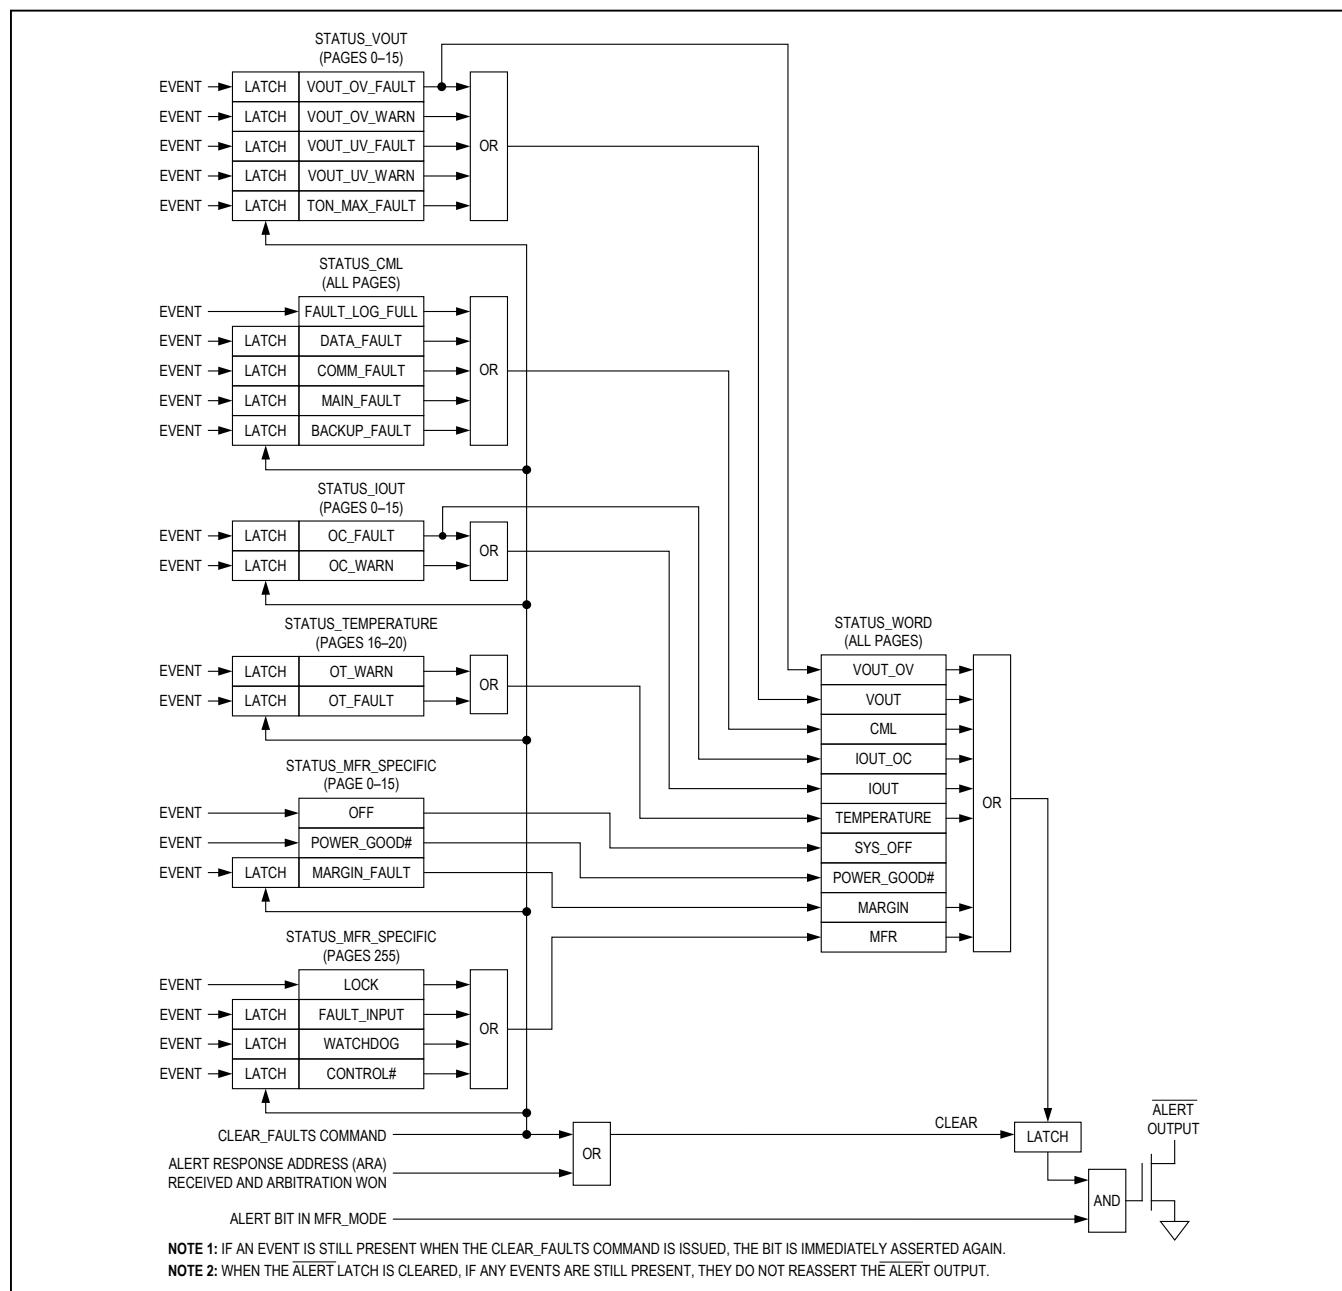 STATUS_VOUT
(PAGES 0–15)
EVENT LATCH VOUT_OV_FAULT
EVENT LATCH VOUT_OV_WARN
EVENT LATCH VOUT_UV_FAULT OR
EVENT LATCH VOUT_UV_WARN
EVENT LATCH TON_MAX_FAULT
STATUS_CML
(ALL PAGES)
EVENT FAULT_LOG_FULL
EVENT LATCH DATA_FAULT
EVENT LATCH COMM_FAULT OR
EVENT LATCH MAIN_FAULT
EVENT LATCH BACKUP_FAULT
STATUS_IOUT
(PAGES 0–15)
EVENT LATCH OC_FAULT
OR
EVENT LATCH OC_WARN
STATUS_TEMPERATURE
(PAGES 16–20)
EVENT LATCH OT_WARN
OR
EVENT LATCH OT_FAULT
STATUS_MFR_SPECIFIC
(PAGE 0–15)
EVENT OFF
EVENT POWER_GOOD#
EVENT LATCH MARGIN_FAULT
STATUS_MFR_SPECIFIC
(PAGES 255)
EVENT LOCK
EVENT LATCH FAULT_INPUT
OR
EVENT LATCH WATCHDOG
EVENT LATCH CONTROL#
STATUS_WORD
(ALL PAGES)
VOUT_OV
VOUT
CML
IOUT_OC
IOUT
OR
TEMPERATURE
SYS_OFF
POWER_GOOD#
MARGIN
MFR
CLEAR_FAULTS COMMAND
ALERT RESPONSE ADDRESS (ARA)
RECEIVED AND ARBITRATION WON
OR
CLEAR
LATCH
ALERT
OUTPUT
AND
ALERT BIT IN MFR_MODE
NOTE 1: IF AN EVENT IS STILL PRESENT WHEN THE CLEAR_FAULTS COMMAND IS ISSUED, THE BIT IS IMMEDIATELY ASSERTED AGAIN.
NOTE 2: WHEN THE ALERT LATCH IS CLEARED, IF ANY EVENTS ARE STILL PRESENT, THEY DO NOT REASSERT THE ALERT OUTPUT.